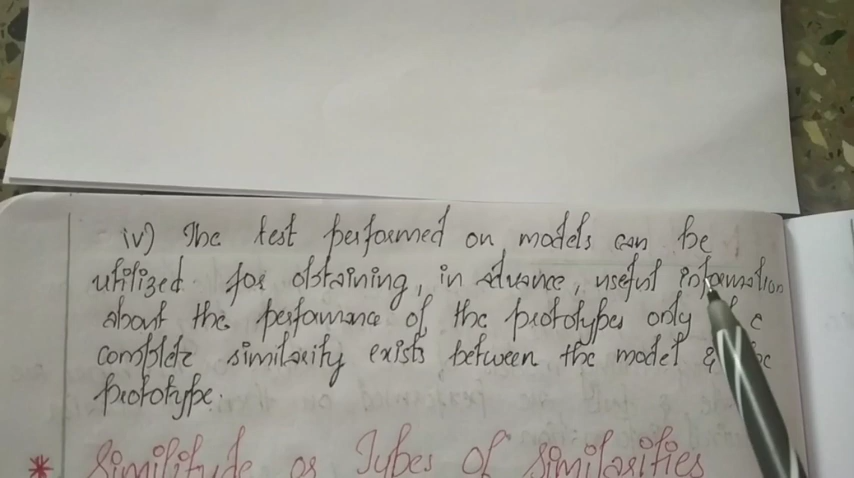 iv) The test performed on models can be
utilized for obtaining, in advance, useful information
about the performance of the prototypes only
complete similarity exists between the model &
prototype.
* Similitude or Types of Similarities